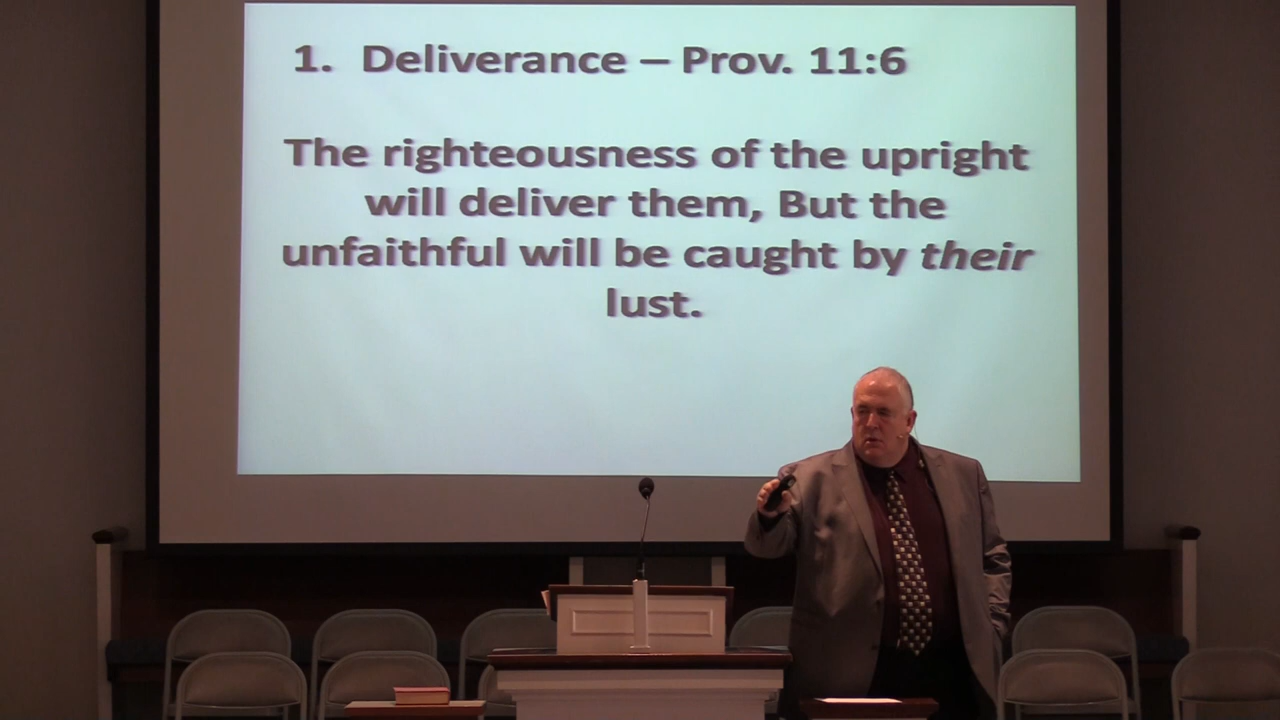 1. Deliverance – Prov. 11:6
The righteousness of the upright
will deliver them, But the
unfaithful will be caught by their
lust.